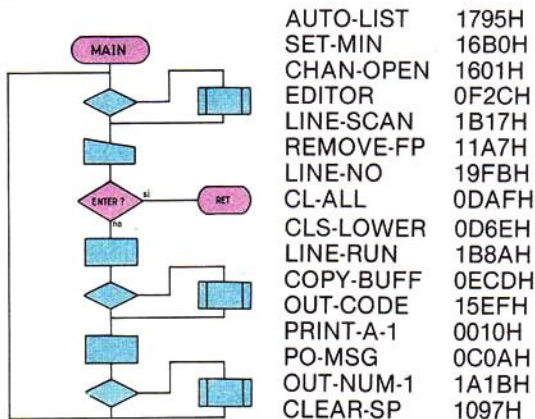 MAIN
ENTER ?
si
no
RET
AUTO-LIST 1795H
SET-MIN 16B0H
CHAN-OPEN 1601H
EDITOR 0F2CH
LINE-SCAN 1B17H
REMOVE-FP 11A7H
LINE-NO 19FBH
CL-ALL 0DAFH
CLS-LOWER 0D6EH
LINE-RUN 1B8AH
COPY-BUFF 0ECDH
OUT-CODE 15EFH
PRINT-A-1 0010H
PO-MSG 0C0AH
OUT-NUM-1 1A1BH
CLEAR-SP 1097H